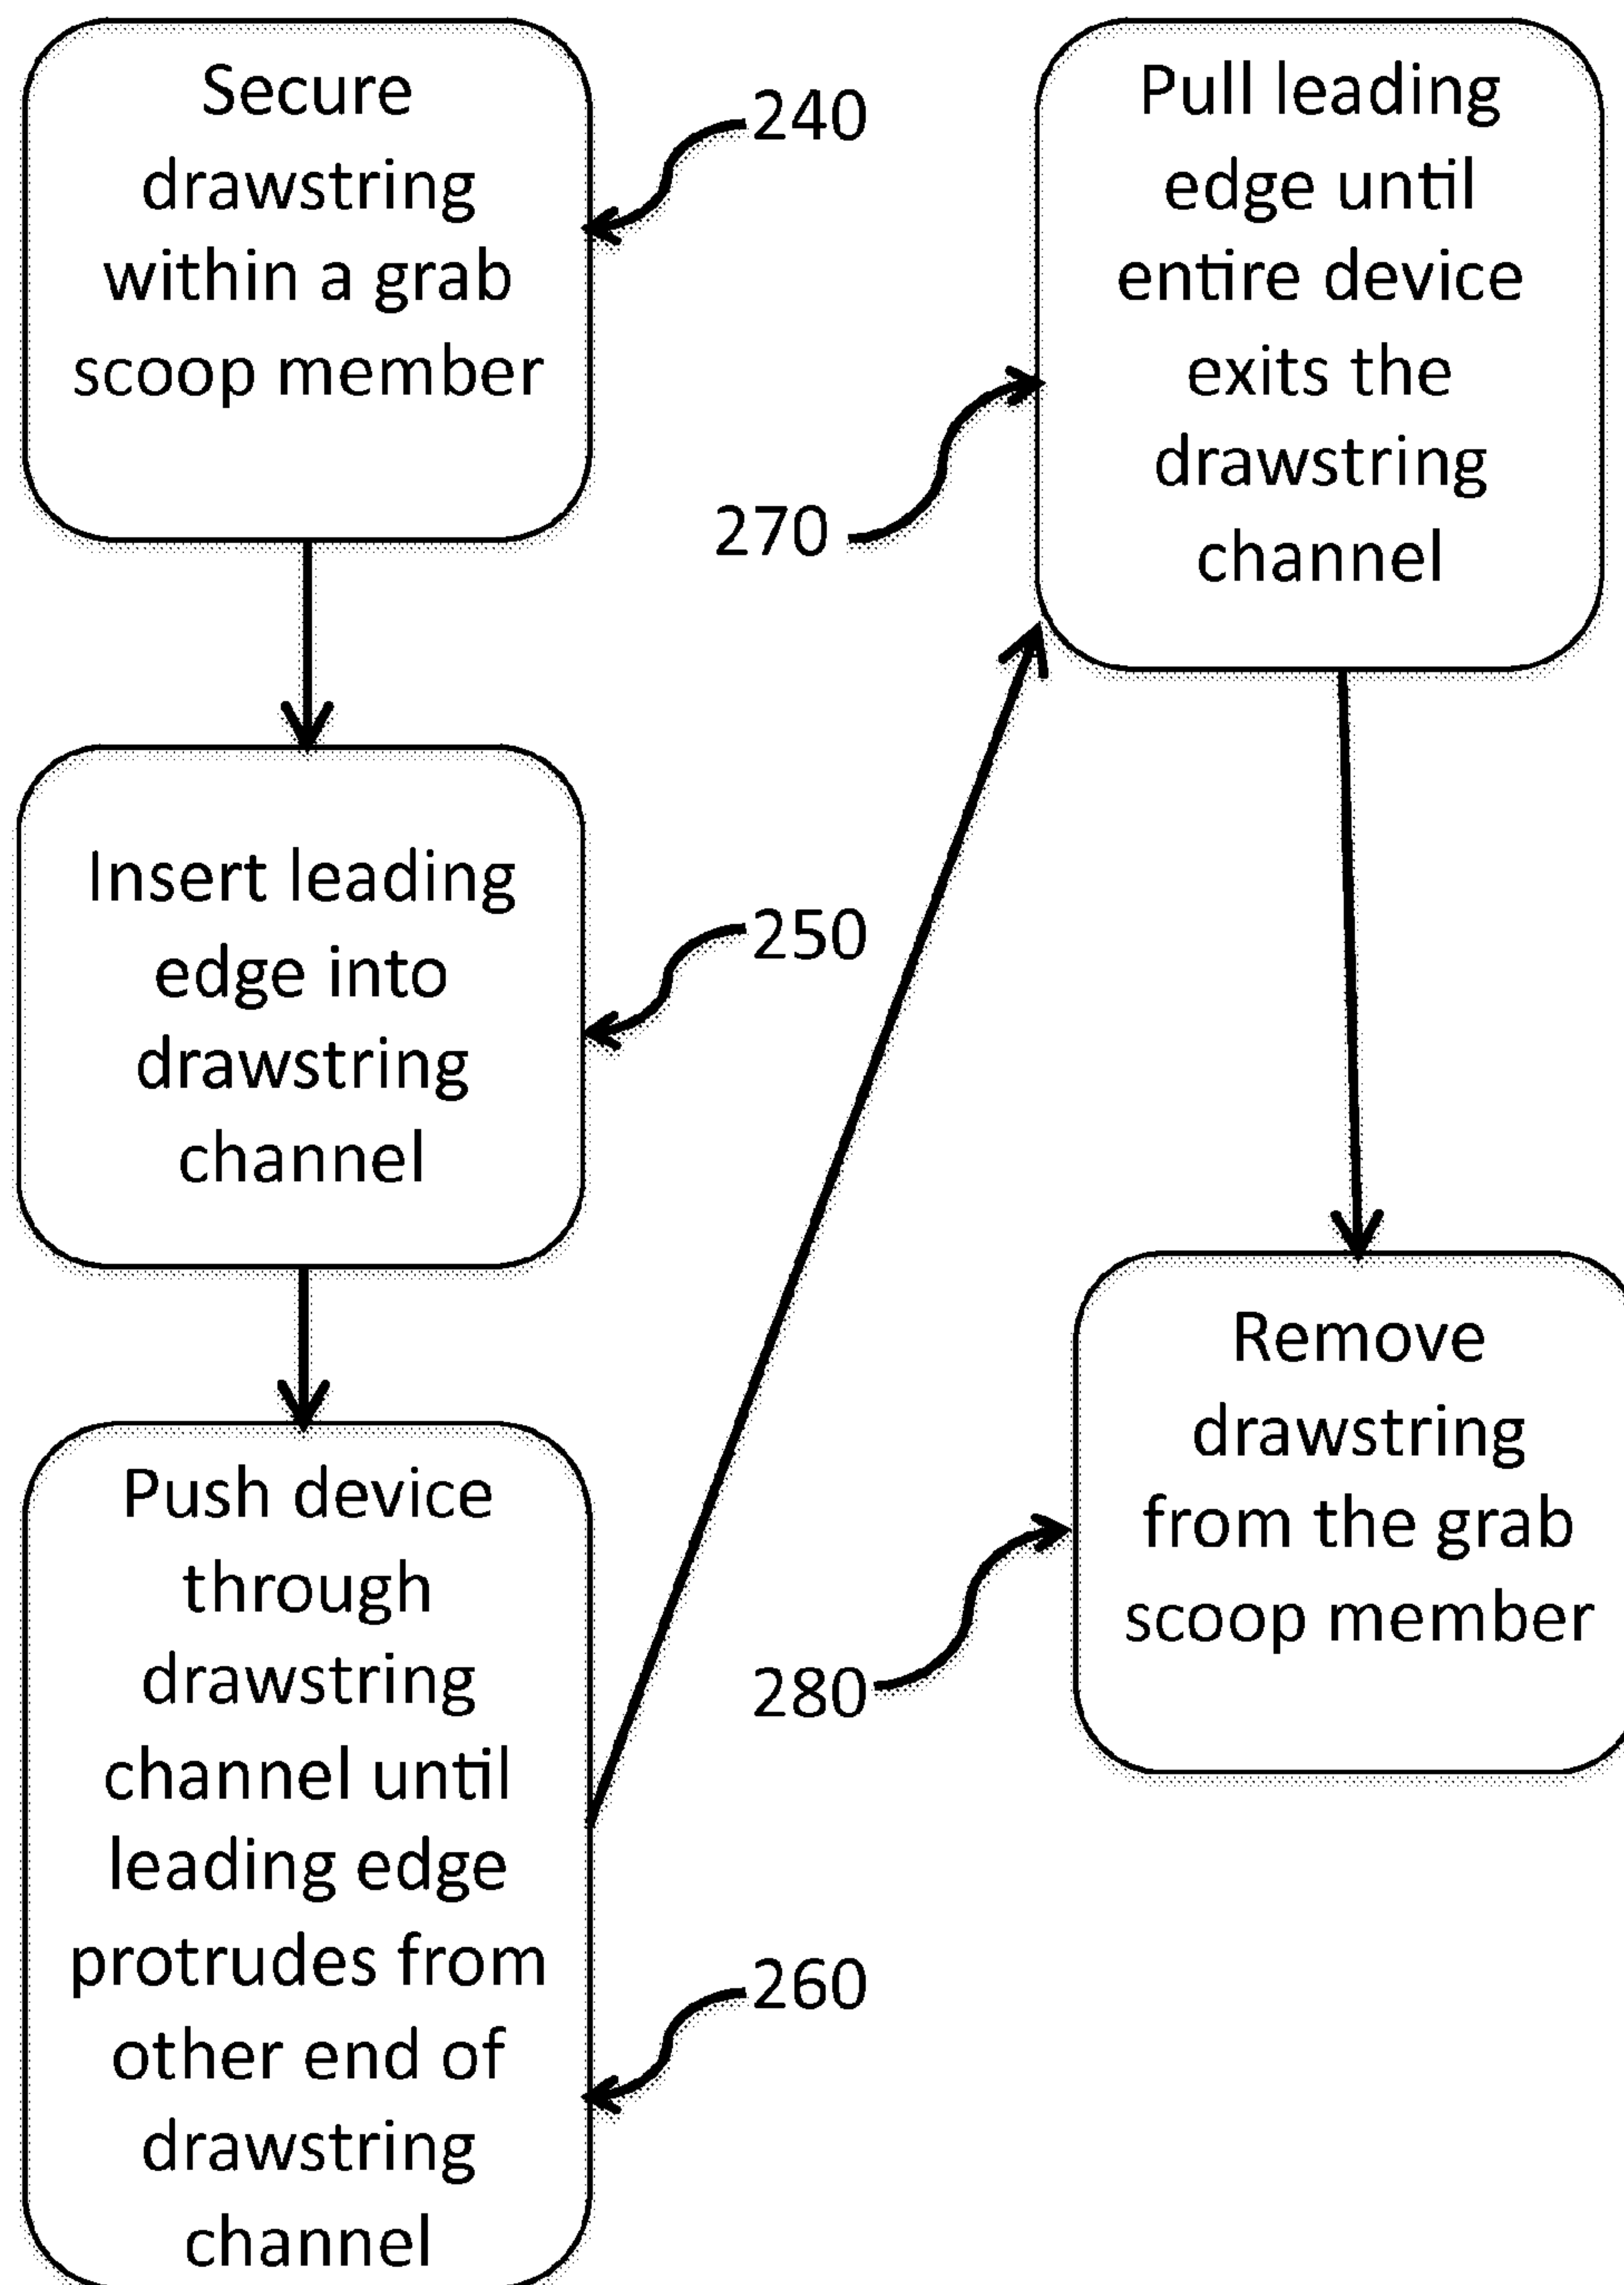 Secure
drawstring
within a grab
scoop member
240
Insert leading
edge into
drawstring
channel
250
Push device
through
drawstring
channel until
leading edge
protrudes from
other end of
drawstring
channel
260
Pull leading
edge until
entire device
exits the
drawstring
channel
270
Remove
drawstring
from the grab
scoop member
280